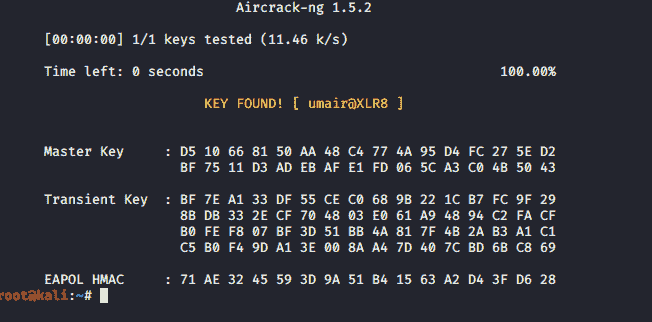 Aircrack-ng 1.5.2
[00:00:00] 1/1 keys tested (11.46 k/s)
Time left: 0 seconds 100.00%
KEY FOUND! [ umair@XLR8 ]
Master Key : D5 10 66 81 50 AA 48 C4 77 4A 95 D4 FC 27 5E D2
BF 75 11 D3 AD EB AF E1 FD 06 5C A3 C0 4B 50 43
Transient Key : BF 7E A1 33 DF 55 CE C0 68 9B 22 1C B7 FC 9F 29
8B DB 33 2E CF 70 48 03 E0 61 A9 48 94 C2 FA CF
B0 FE F8 07 BF 3D 51 BB 4A 81 7F 4B 2A B3 A1 C1
C5 B0 F4 9D A1 3E 00 8A A4 7D 40 7C BD 6B C8 69
EAPOL HMAC : 71 AE 32 45 59 3D 9A 51 B4 15 63 A2 D4 3F D6 28
root@kali:~#